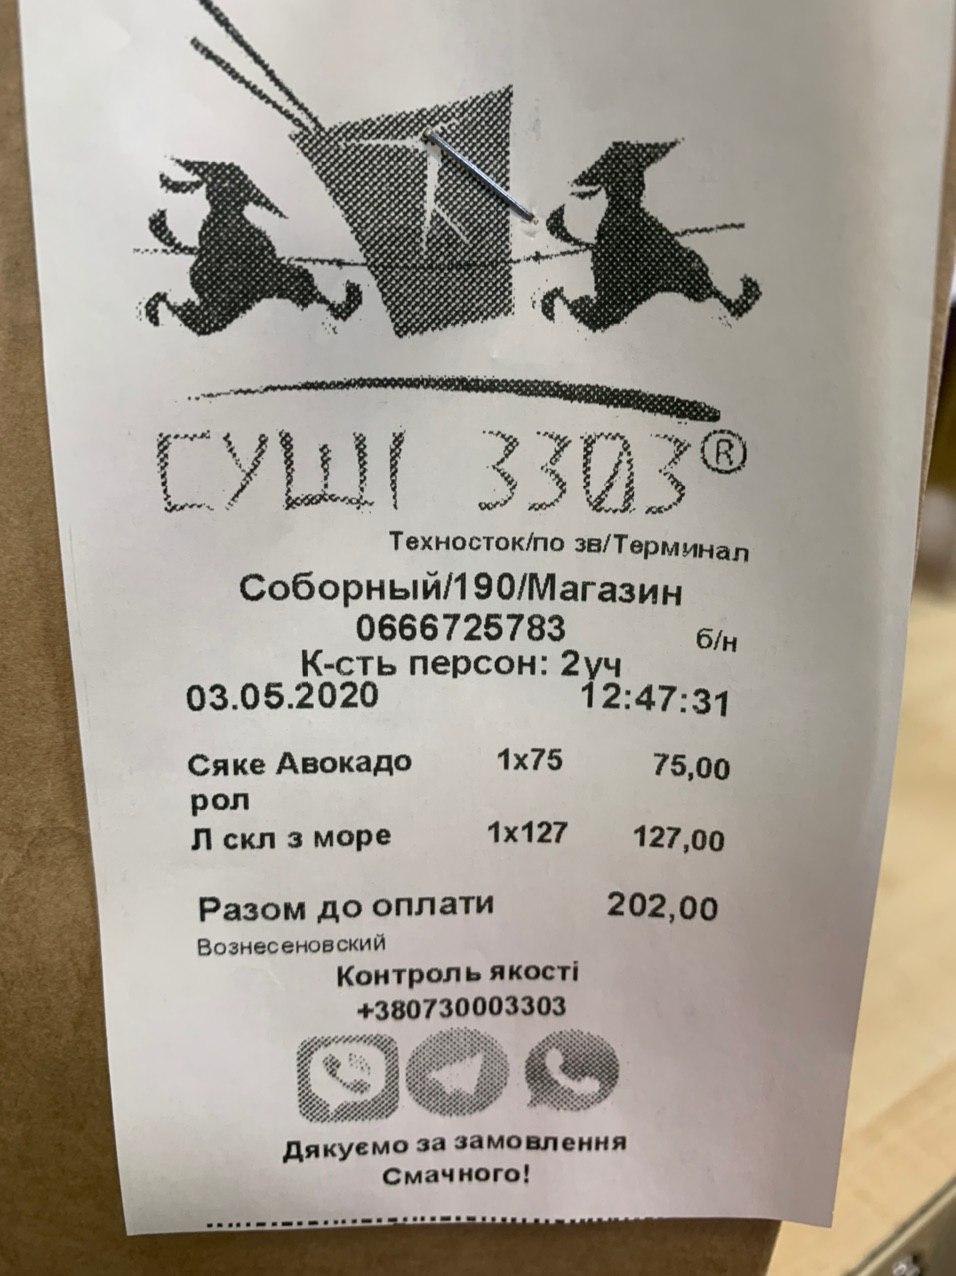 СУШІ 3303®
Техносток/по зв/Терминал
Соборный/190/Магазин
0666725783
б/н
К-сть персон: 2уч
03.05.2020 12:47:31
Сяке Авокадо 1x75 75,00
рол
Л скл з море 1x127 127,00
Разом до оплати 202,00
Вознесеновский
Контроль якості
+380730003303
Дякуємо за замовлення
Смачного!